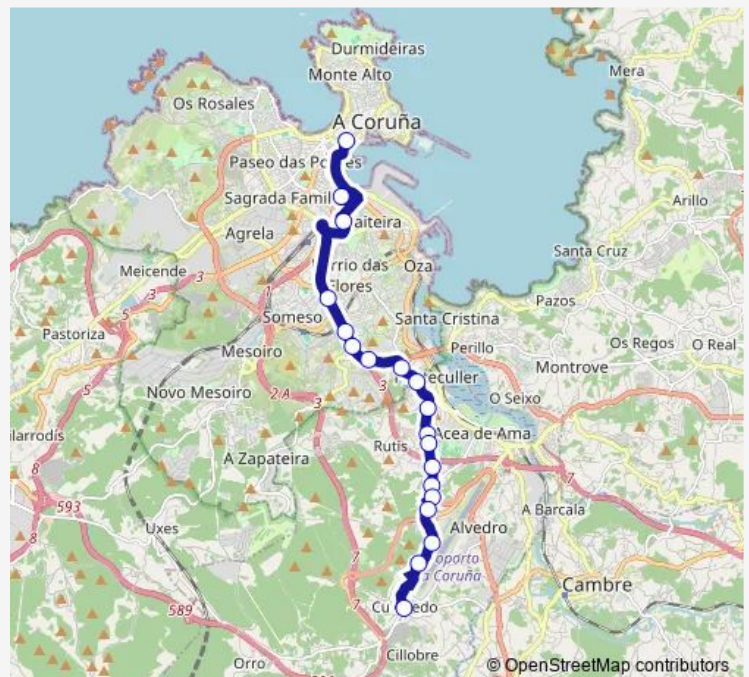 Durmideiras
Monte Alto
Mera
Os Rosales
A Coruña
Paseo das
Sagrada
Arillo
Agrela
Santa Cruz
Meicende
3
1
Oza
3
Flores
Pazos
5
Someso
Santa Cristina
Pastoriza
Perillo
Os Regos
O Real
Mesoiro
Montrove
3
5
Novo Mesoiro
2 A
3
O Seixo
Acea de Ama
Rutis
8
A Zapateira
7
593
A Barcala
8
Uxes
Alvedro
7
Coruña
Cambre
7
589
Orro
Cillobre
© OpenStreetMap contributors